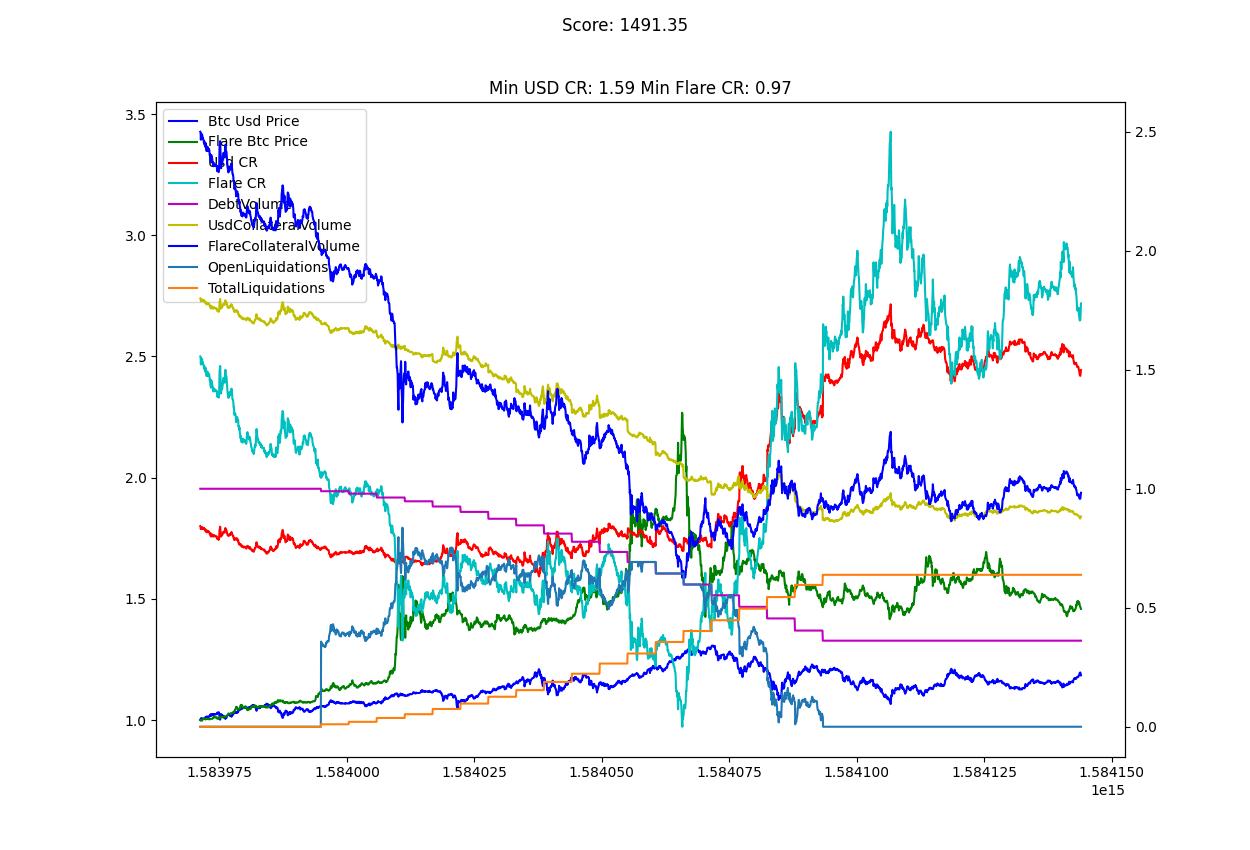 Score: 1491.35
Min USD CR: 1.59 Min Flare CR: 0.97
Btc Usd Price
Flare Btc Price
Usd CR
Flare CR
DebtVolume
UsdCollateralVolume
FlareCollateralVolume
OpenLiquidations
TotalLiquidations
3.5
3.0
2.5
2.0
1.5
1.0
2.5
2.0
1.5
1.0
0.5
0.0
1.583975
1.584000
1.584025
1.584050
1.584075
1.584100
1.584125
1.584150
1e15